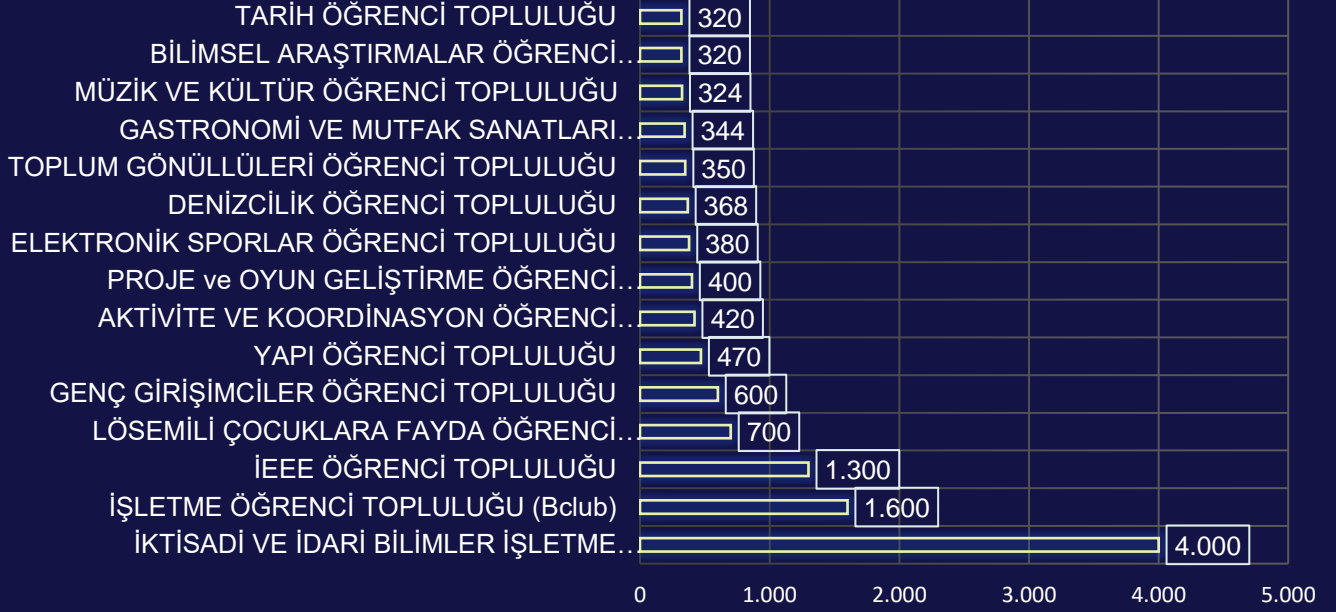 TARİH ÖĞRENCİ TOPLULUĞU 320
BİLİMSEL ARAŞTIRMALAR ÖĞRENCİ… 320
MÜZİK VE KÜLTÜR ÖĞRENCİ TOPLULUĞU 324
GASTRONOMİ VE MUTFAK SANATLARI… 344
TOPLUM GÖNÜLLÜLERİ ÖĞRENCİ TOPLULUĞU 350
DENİZCİLİK ÖĞRENCİ TOPLULUĞU 368
ELEKTRONİK SPORLAR ÖĞRENCİ TOPLULUĞU 380
PROJE ve OYUN GELİŞTİRME ÖĞRENCİ… 400
AKTİVİTE VE KOORDİNASYON ÖĞRENCİ… 420
YAPI ÖĞRENCİ TOPLULUĞU 470
GENÇ GİRİŞİMCİLER ÖĞRENCİ TOPLULUĞU 600
LÖSEMİLİ ÇOCUKLARA FAYDA ÖĞRENCİ… 700
İEEE ÖĞRENCİ TOPLULUĞU 1.300
İŞLETME ÖĞRENCİ TOPLULUĞU (Bclub) 1.600
İKTİSADİ VE İDARİ BİLİMLER İŞLETME… 4.000
0 1.000 2.000 3.000 4.000 5.000